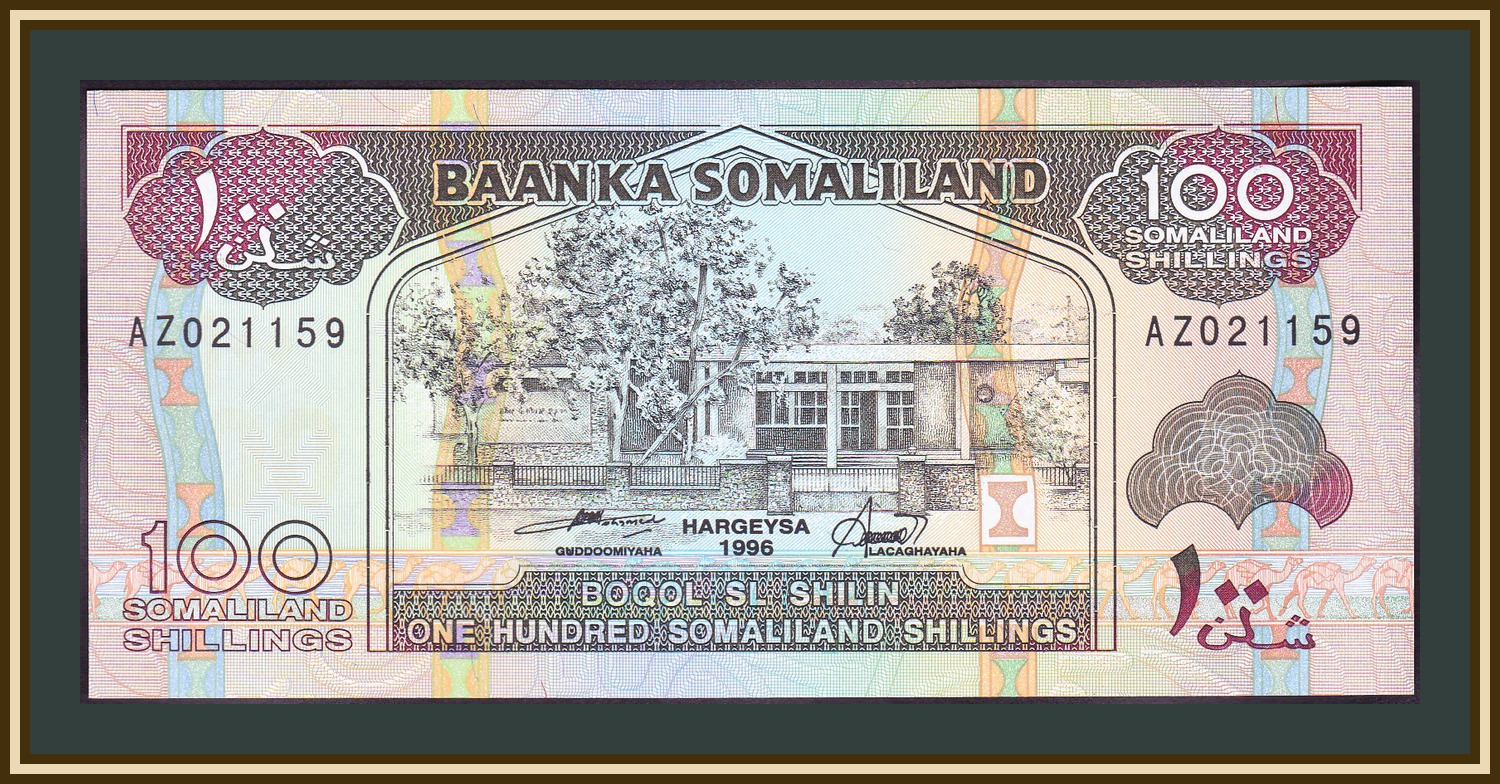 BAANKA SOMALILAND
١٠٠
شلن
100
SOMALILAND
SHILLINGS
AZ021159
AZ021159
HARGEYSA
1996
GUDDOOMIYAHA
LACAGHAYAHA
100
SOMALILAND
SHILLINGS
BOQOL SL SHILIN
ONE HUNDRED SOMALILAND SHILLINGS
١٠٠
شلن